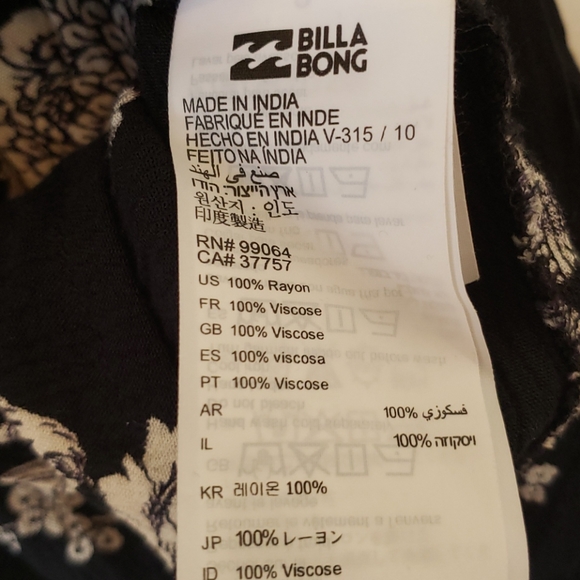 BILLA
BONG
MADE IN INDIA
FABRIQUÉ EN INDE
HECHO EN INDIA V-315 / 10
FEITO NA ÍNDIA
صنع في الهند
ארץ הייצור: הודו
원산지 : 인도
印度製造
RN# 99064
CA# 37757
US 100% Rayon
FR 100% Viscose
GB 100% Viscose
ES 100% viscosa
PT 100% Viscose
AR فسكوزي 100%
IL ויסקוזה 100%
KR 레이온 100%
JP 100% レーヨン
ID 100% Viscose